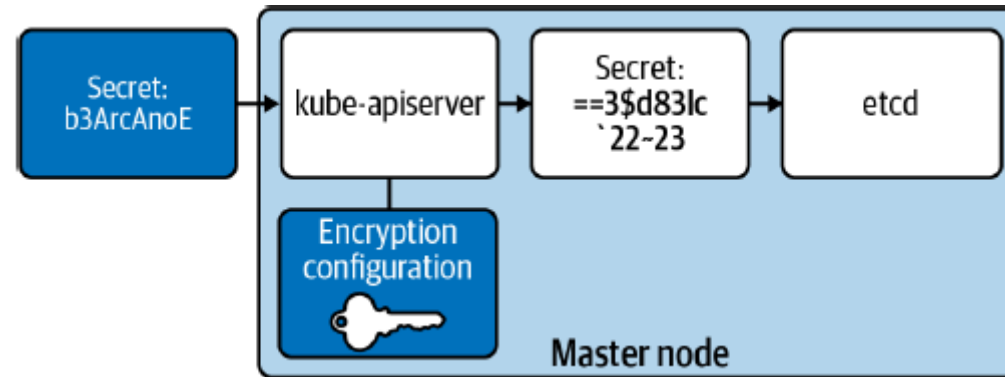 Secret:
b3ArcAnoE
kube-apiserver
Secret:
==3$d83lc
`22~23
etcd
Encryption
configuration
Master node